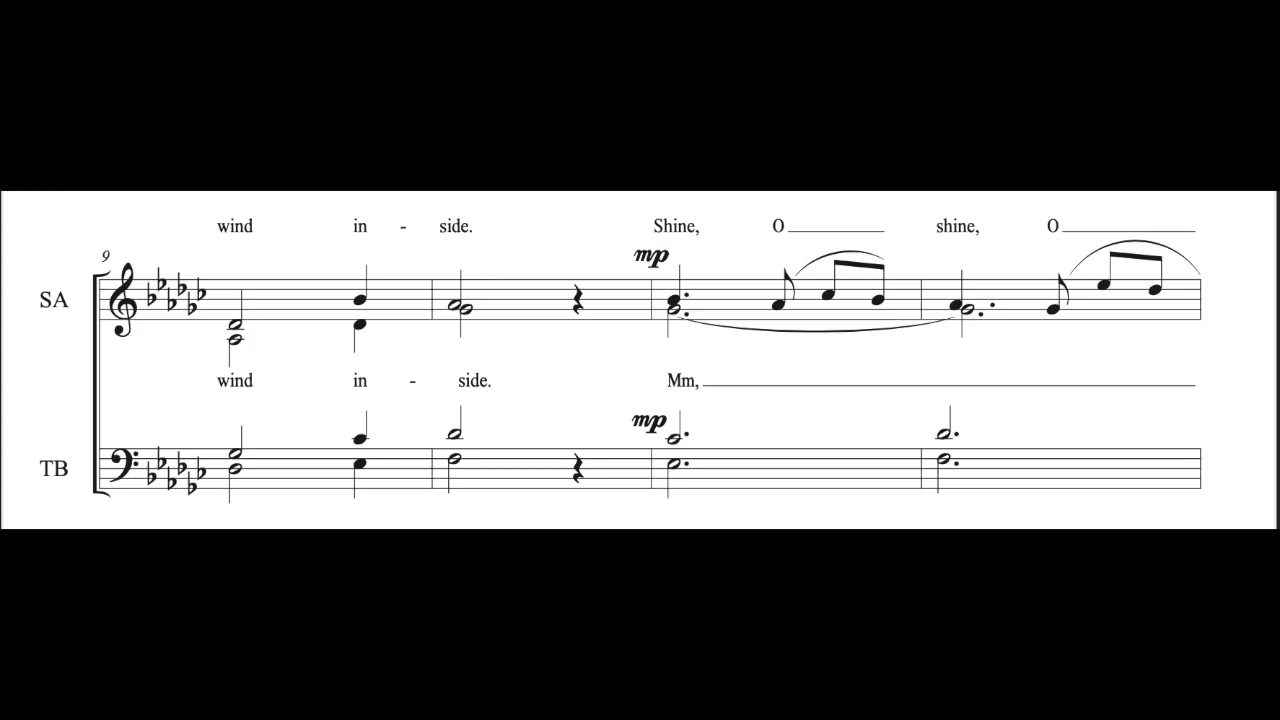 wind in - side. Shine, O shine, O
mp
9
SA
wind in - side. Mm,
mp
TB